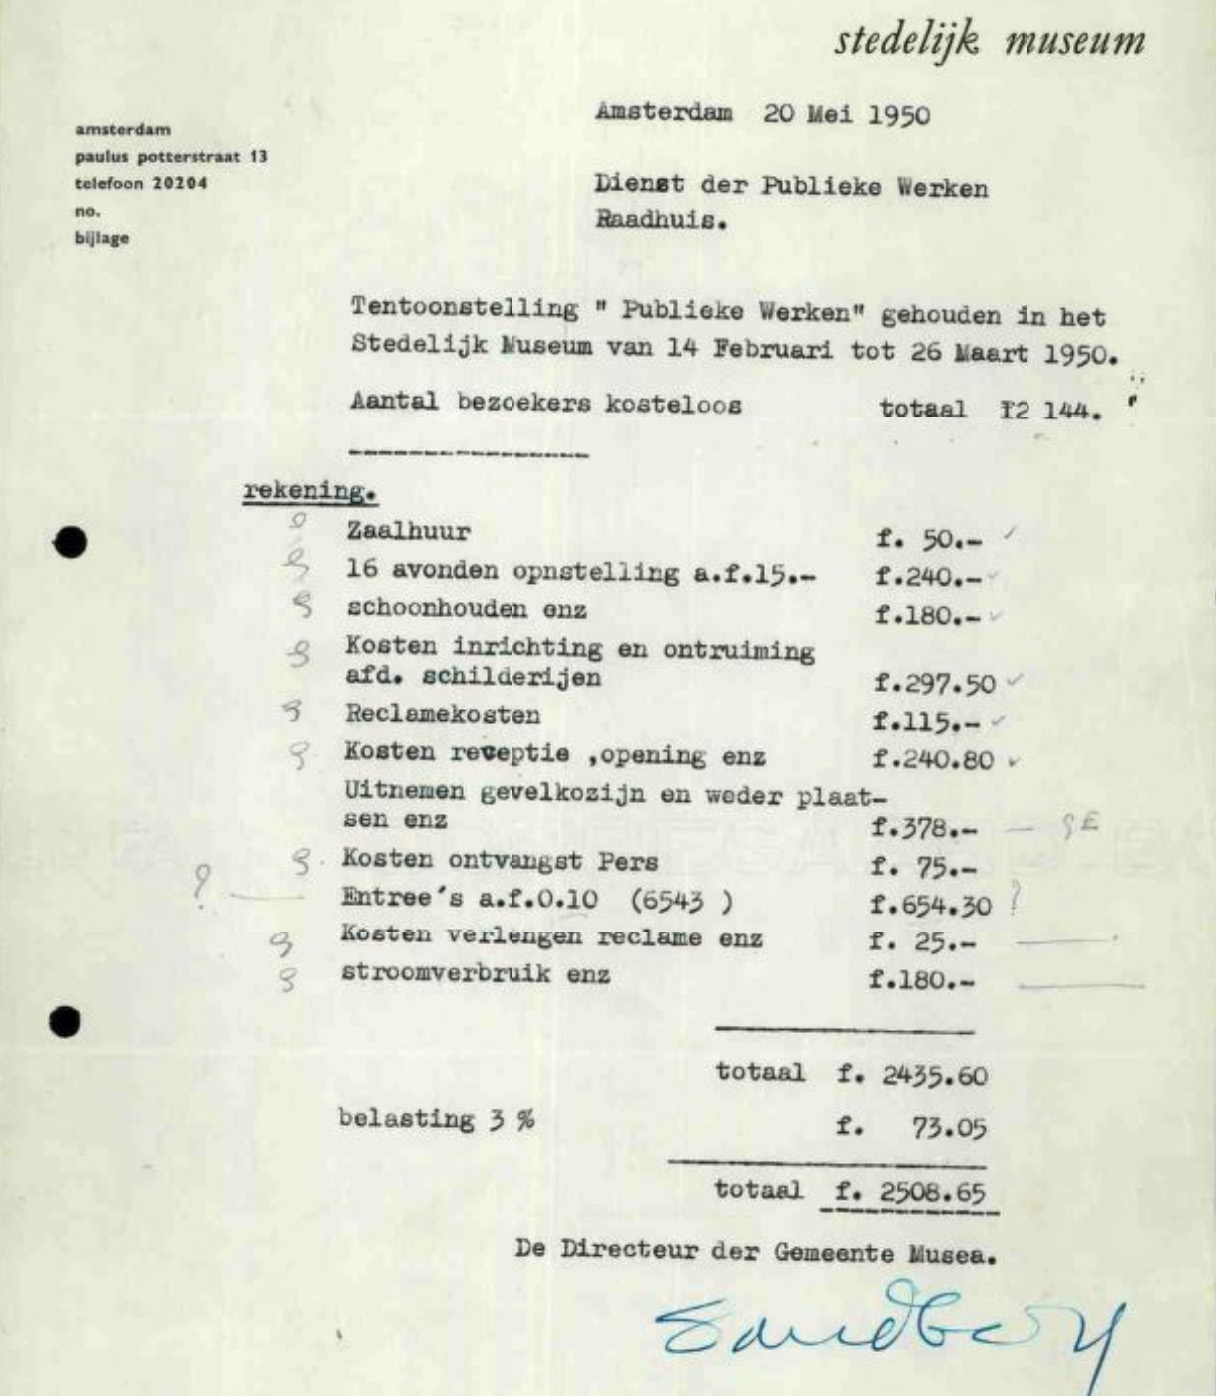 stedelijk museum
amsterdam
paulus potterstraat 13
telefoon 20204
no.
bijlage
Amsterdam 20 Mei 1950
Dienst der Publieke Werken
Raadhuis.
Tentoonstelling " Publieke Werken" gehouden in het
Stedelijk Museum van 14 Februari tot 26 Maart 1950.
Aantal bezoekers kosteloos totaal I2 144.
rekening.
Zaalhuur f. 50.-
16 avonden opnstelling a.f.15.- f.240.-
schoonhouden enz f.180.-
Kosten inrichting en ontruiming
afd. schilderijen f.297.50
Reclamekosten f.115.-
Kosten receptie ,opening enz f.240.80
Uitnemen gevelkozijn en weder plaat-
sen enz f.378.-
Kosten ontvangst Pers f. 75.-
? Entree's a.f.0.10 (6543 ) f.654.30 ?
Kosten verlengen reclame enz f. 25.-
stroomverbruik enz f.180.-
totaal f. 2435.60
belasting 3 % f. 73.05
totaal f. 2508.65
De Directeur der Gemeente Musea.
Sandberg